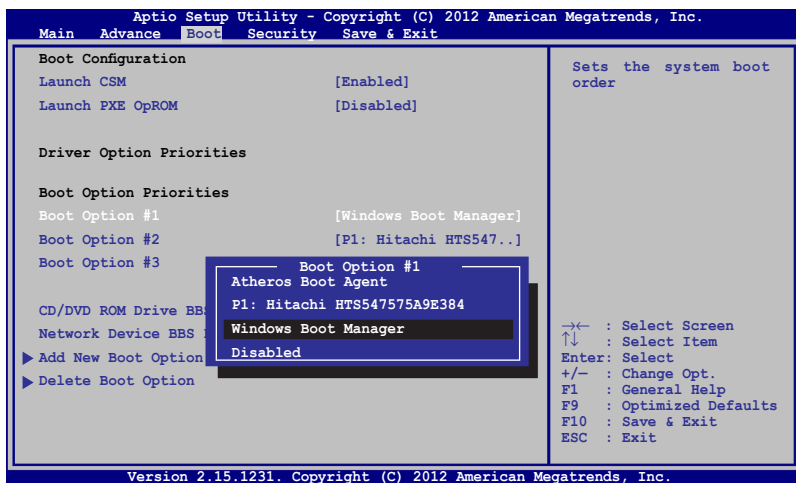 Aptio Setup Utility - Copyright (C) 2012 American Megatrends, Inc.
Main Advance Boot Security Save & Exit
Boot Configuration
Launch CSM [Enabled]
Launch PXE OpROM [Disabled]
Driver Option Priorities
Boot Option Priorities
Boot Option #1 [Windows Boot Manager]
Boot Option #2 [P1: Hitachi HTS547..]
Boot Option #3
CD/DVD ROM Drive BBS
Network Device BBS
Add New Boot Option
Delete Boot Option
Boot Option #1
Atheros Boot Agent
P1: Hitachi HTS547575A9E384
Windows Boot Manager
Disabled
Sets the system boot
order
→← : Select Screen
↑↓ : Select Item
Enter: Select
+/— : Change Opt.
F1 : General Help
F9 : Optimized Defaults
F10 : Save & Exit
ESC : Exit
Version 2.15.1231. Copyright (C) 2012 American Megatrends, Inc.